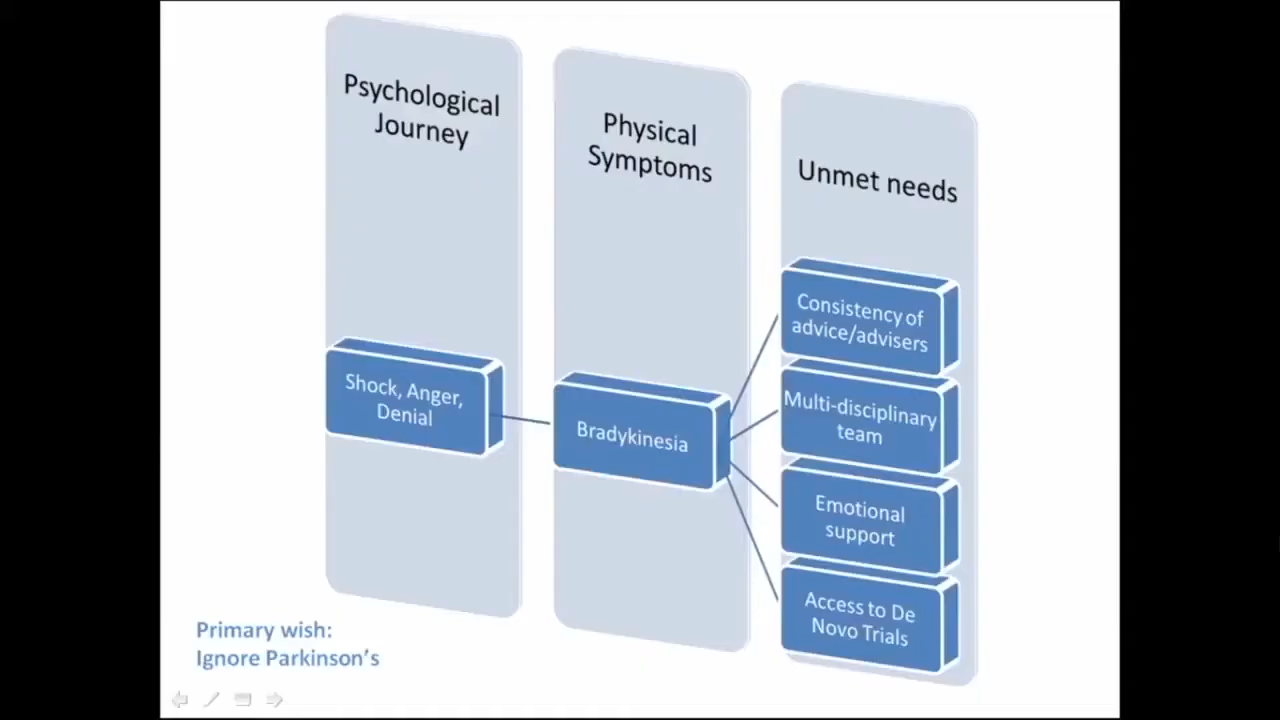 Psychological
Journey
Physical
Symptoms
Unmet needs
Shock, Anger,
Denial
Bradykinesia
Consistency of
advice/advisers
Multi-disciplinary
team
Emotional
support
Access to De
Novo Trials
Primary wish:
Ignore Parkinson's